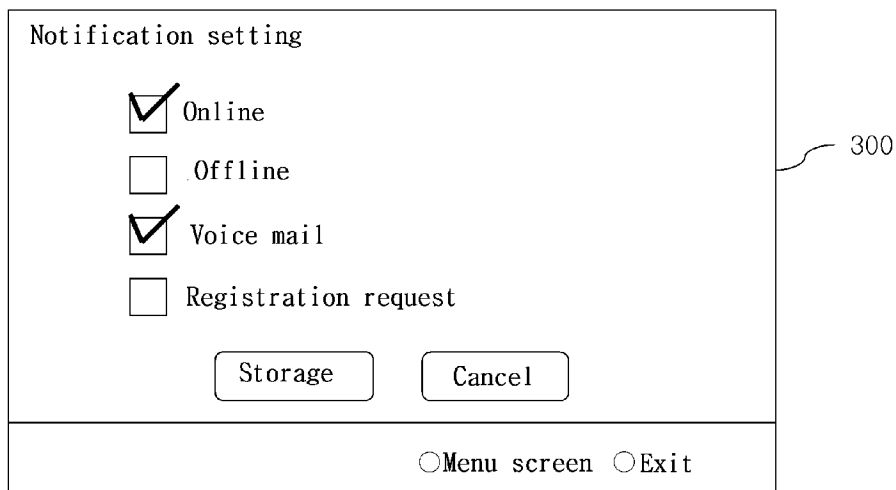 Notification setting
Online
Offline
300
Voice mail
Registration request
Storage Cancel
○Menu screen ○Exit